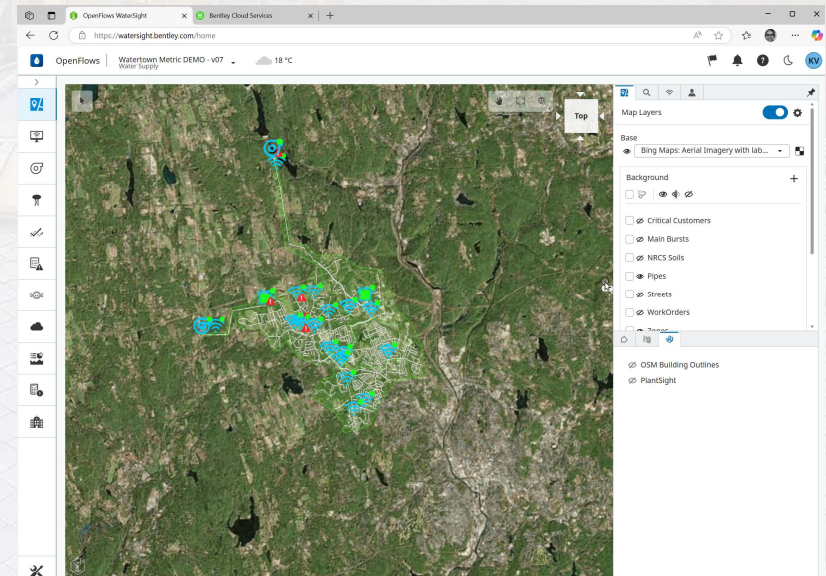 OpenFlows WaterSight
Bentley Cloud Services
https://watersight.bentley.com/home
OpenFlows
Watertown Metric DEMO - v07
Water Supply
18 °C
KV
Top
Map Layers
Base
Bing Maps: Aerial Imagery with lab...
Background
Critical Customers
Main Bursts
NRCS Soils
Pipes
Streets
WorkOrders
Zones
OSM Building Outlines
PlantSight